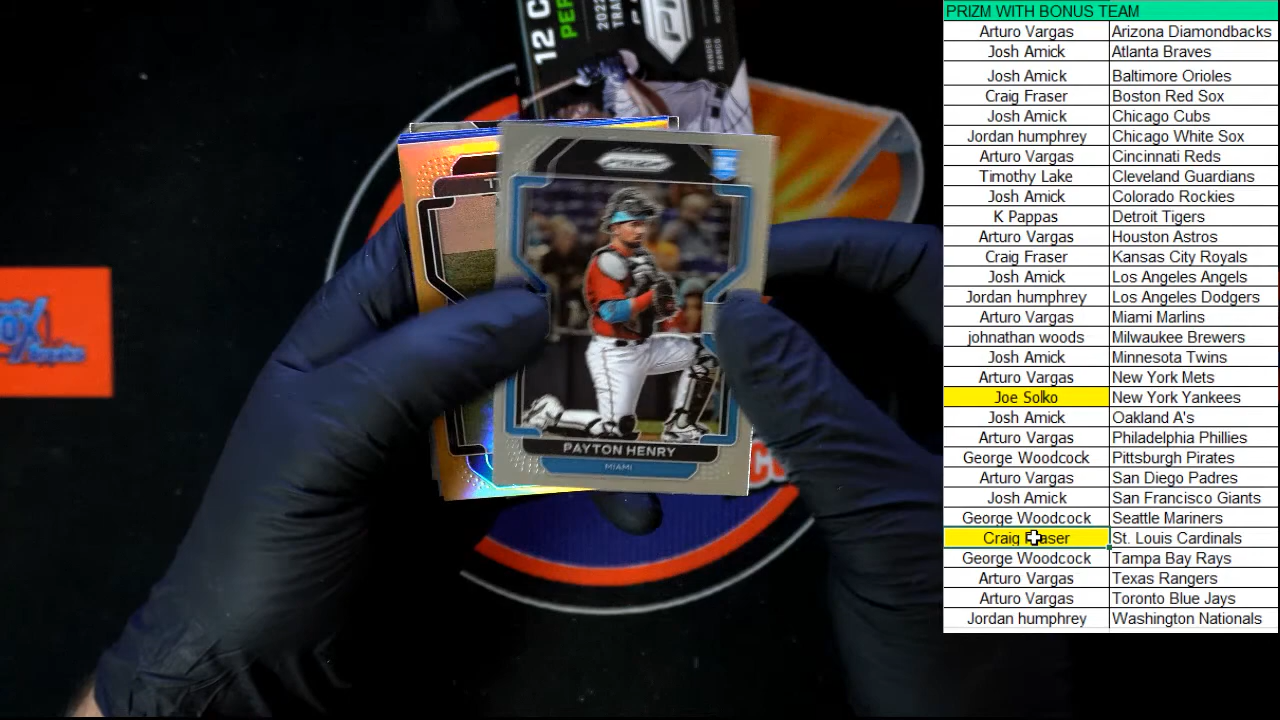 PRIZM WITH BONUS TEAM
Arturo Vargas Arizona Diamondbacks
Josh Amick Atlanta Braves
Josh Amick Baltimore Orioles
Craig Fraser Boston Red Sox
Josh Amick Chicago Cubs
Jordan humphrey Chicago White Sox
Arturo Vargas Cincinnati Reds
Timothy Lake Cleveland Guardians
Josh Amick Colorado Rockies
K Pappas Detroit Tigers
Arturo Vargas Houston Astros
Craig Fraser Kansas City Royals
Josh Amick Los Angeles Angels
Jordan humphrey Los Angeles Dodgers
Arturo Vargas Miami Marlins
johnathan woods Milwaukee Brewers
Josh Amick Minnesota Twins
Arturo Vargas New York Mets
Joe Solko New York Yankees
Josh Amick Oakland A's
Arturo Vargas Philadelphia Phillies
George Woodcock Pittsburgh Pirates
Arturo Vargas San Diego Padres
Josh Amick San Francisco Giants
George Woodcock Seattle Mariners
Craig Fraser St. Louis Cardinals
George Woodcock Tampa Bay Rays
Arturo Vargas Texas Rangers
Arturo Vargas Toronto Blue Jays
Jordan humphrey Washington Nationals
12 C
PER
2022
PRIZM
PAYTON HENRY
MIAMI